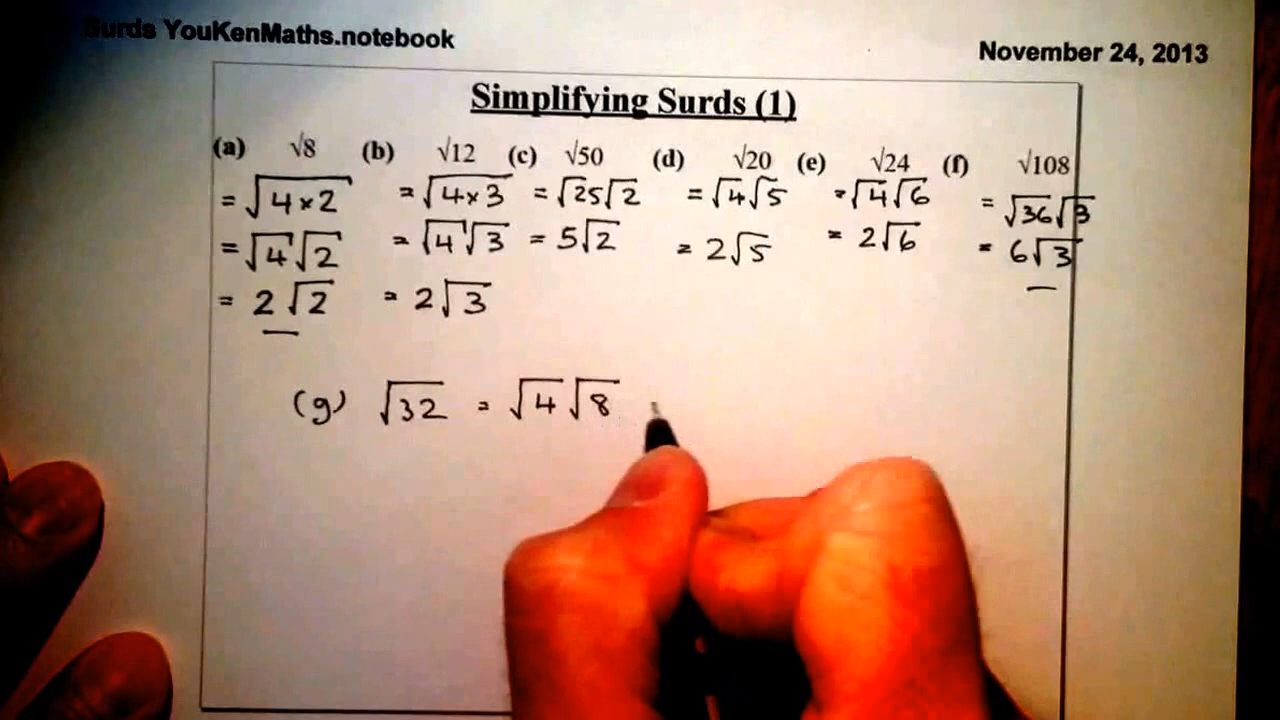 Surds YouKenMaths.notebook
November 24, 2013
Simplifying Surds (1)
(a) √8 (b) √12 (c) √50 (d) √20 (e) √24 (f) √108
= √4×2 = √4×3 = √25√2 = √4√5 = √4√6 = √36√3
= √4√2 = √4√3 = 5√2 = 2√5 = 2√6 = 6√3
= 2√2 = 2√3
(g) √32 = √4√8